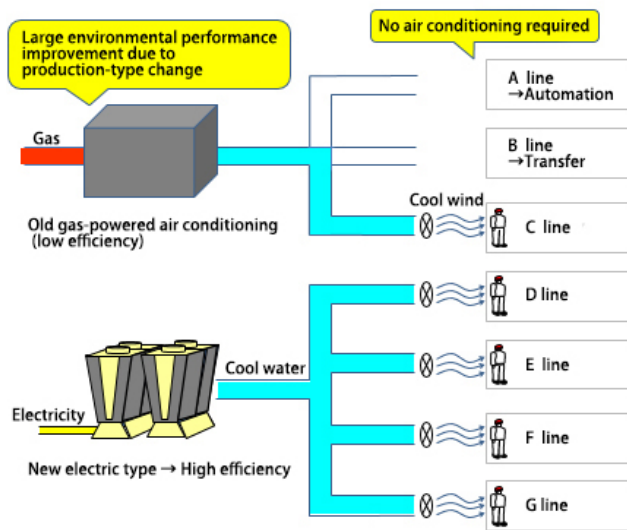 Large environmental performance
improvement due to
production-type change
No air conditioning required
A line
→Automation
Gas
B line
→Transfer
Cool wind
Old gas-powered air conditioning
(low efficiency)
C line
D line
Cool water
E line
Electricity
F line
New electric type → High efficiency
G line